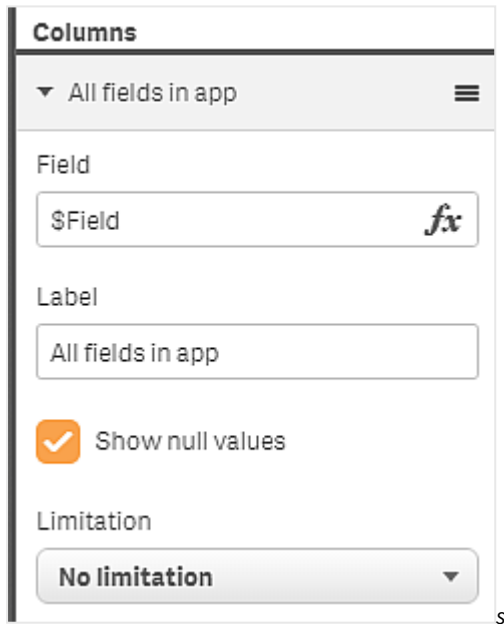 Columns
All fields in app
Field
$Field fx
Label
All fields in app
Show null values
Limitation
No limitation
s